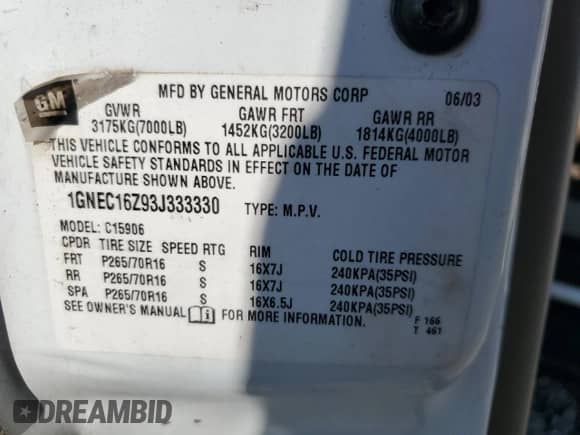 GM
MFD BY GENERAL MOTORS CORP 06/03
GVWR GAWR FRT GAWR RR
3175KG(7000LB) 1452KG(3200LB) 1814KG(4000LB)
THIS VEHICLE CONFORMS TO ALL APPLICABLE U.S. FEDERAL MOTOR
VEHICLE SAFETY STANDARDS IN EFFECT ON THE DATE OF
MANUFACTURE SHOWN ABOVE.
1GNEC16Z93J333330 TYPE: M.P.V.
MODEL: C15906
CPDR TIRE SIZE SPEED RTG RIM COLD TIRE PRESSURE
FRT P265/70R16 S 16X7J 240KPA(35PSI)
RR P265/70R16 S 16X7J 240KPA(35PSI)
SPA P265/70R16 S 16X6.5J 240KPA(35PSI)
SEE OWNER'S MANUAL FOR MORE INFORMATION.
F 166
T 461
DREAMBID